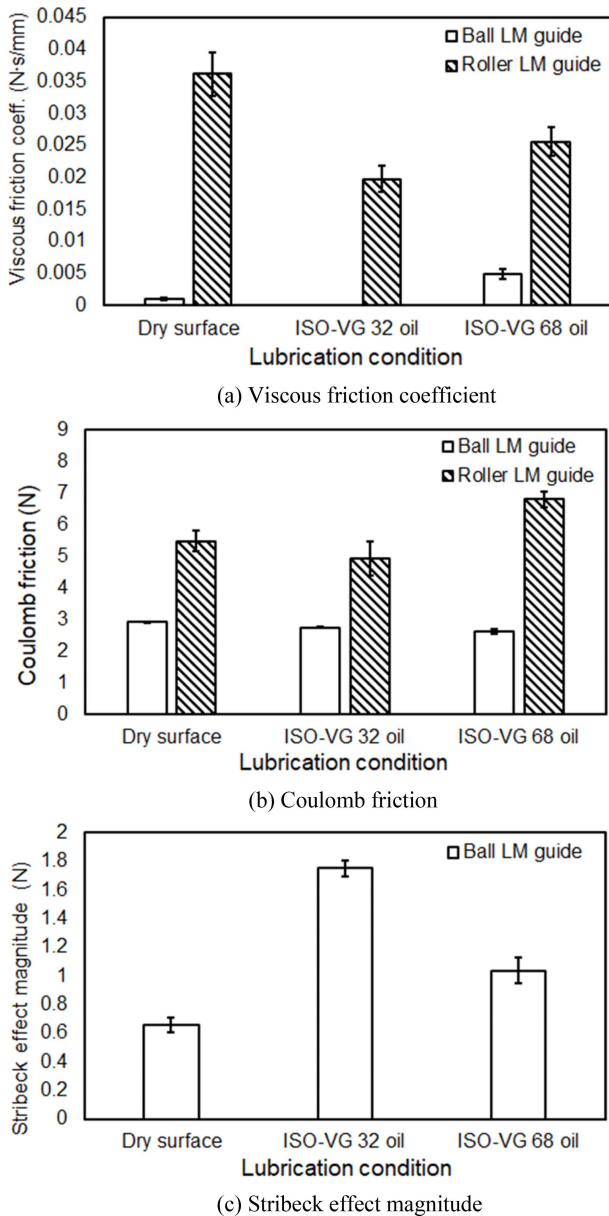 Viscous friction coeff. (N·s/mm)
0.045
0.04
0.035
0.03
0.025
0.02
0.015
0.01
0.005
0
Ball LM guide
Roller LM guide
Dry surface
ISO-VG 32 oil
ISO-VG 68 oil
Lubrication condition
(a) Viscous friction coefficient
Coulomb friction (N)
9
8
7
6
5
4
3
2
1
0
Ball LM guide
Roller LM guide
Dry surface
ISO-VG 32 oil
ISO-VG 68 oil
Lubrication condition
(b) Coulomb friction
Stribeck effect magnitude (N)
2
1.8
1.6
1.4
1.2
1
0.8
0.6
0.4
0.2
0
Ball LM guide
Dry surface
ISO-VG 32 oil
ISO-VG 68 oil
Lubrication condition
(c) Stribeck effect magnitude